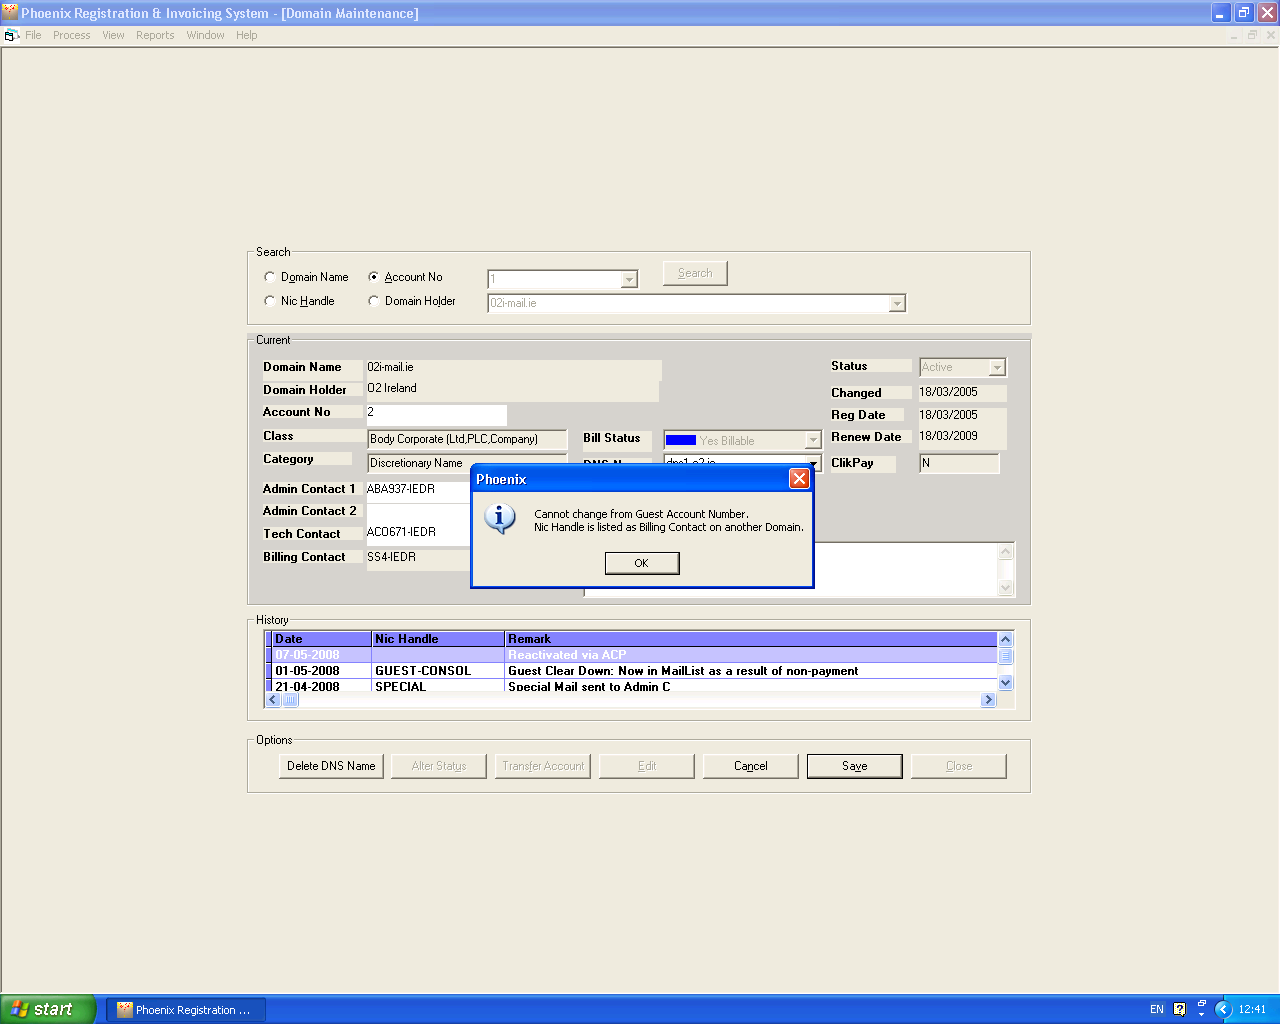 Phoenix Registration & Invoicing System - [Domain Maintenance]
File Process View Reports Window Help
Search
Domain Name Account No 1 Search
Nic Handle Domain Holder 02i-mail.ie
Current
Domain Name 02i-mail.ie Status Active
Domain Holder O2 Ireland Changed 18/03/2005
Account No 2 Reg Date 18/03/2005
Class Body Corporate (Ltd,PLC,Company) Bill Status Yes Billable Renew Date 18/03/2009
Category Discretionary Name ClikPay N
Phoenix
Admin Contact 1 ABA937-IEDR
Admin Contact 2
Tech Contact ACO671-IEDR
Billing Contact SS4-IEDR
Cannot change from Guest Account Number.
Nic Handle is listed as Billing Contact on another Domain.
OK
History
Date Nic Handle Remark
07-05-2008 Reactivated via ACP
01-05-2008 GUEST-CONSOL Guest Clear Down: Now in MailList as a result of non-payment
21-04-2008 SPECIAL Special Mail sent to Admin C
Options
Delete DNS Name Alter Status Transfer Account Edit Cancel Save Close
start Phoenix Registration ... EN 12:41